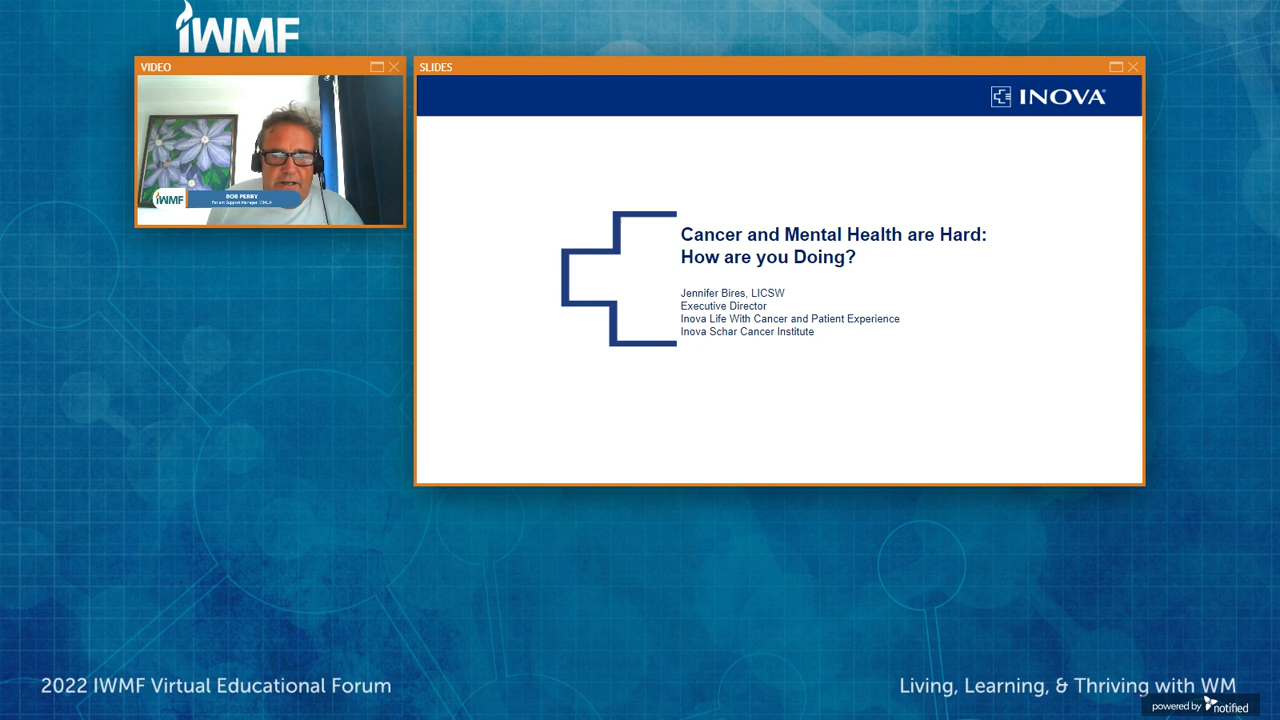 IWMF
VIDEO
SLIDES
INOVA
Cancer and Mental Health are Hard:
How are you Doing?
Jennifer Bires, LICSW
Executive Director
Inova Life With Cancer and Patient Experience
Inova Schar Cancer Institute
IWMF
BOB PERRY
2022 IWMF Virtual Educational Forum
Living, Learning, & Thriving with WM
powered by notified